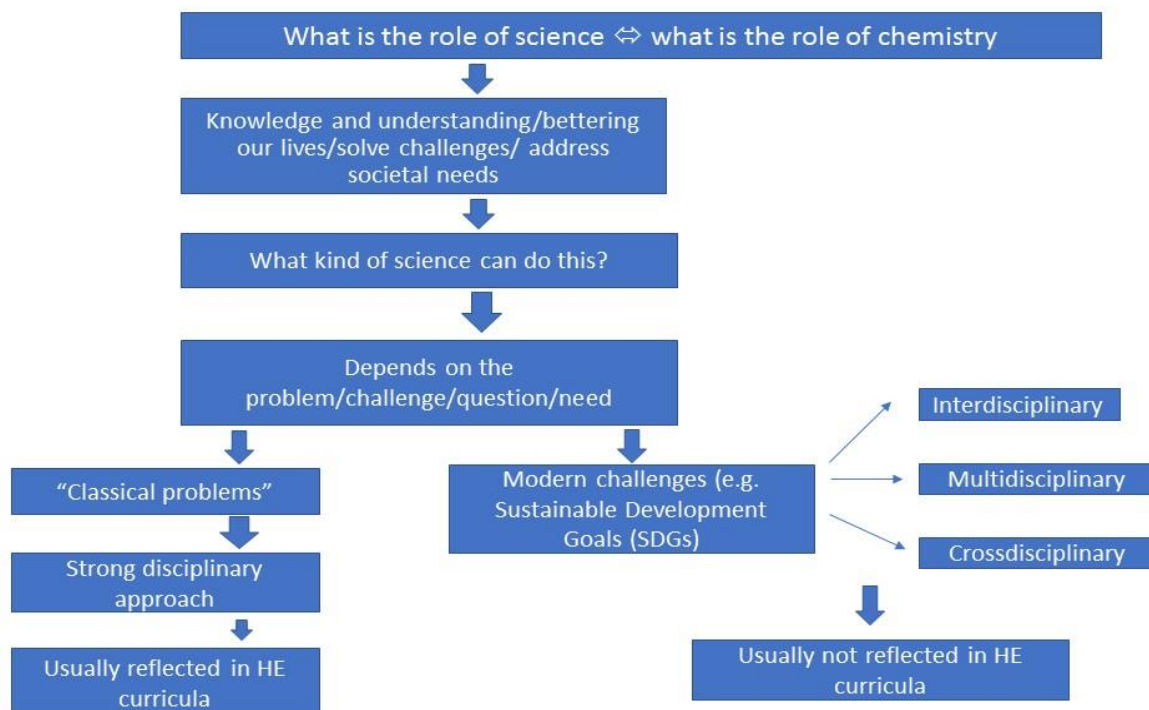 What is the role of science ⇔ what is the role of chemistry
Knowledge and understanding/bettering
our lives/solve challenges/ address
societal needs
What kind of science can do this?
Depends on the
problem/challenge/question/need
“Classical problems”
Strong disciplinary
approach
Usually reflected in HE
curricula
Modern challenges (e.g.
Sustainable Development
Goals (SDGs)
Interdisciplinary
Multidisciplinary
Crossdisciplinary
Usually not reflected in HE
curricula